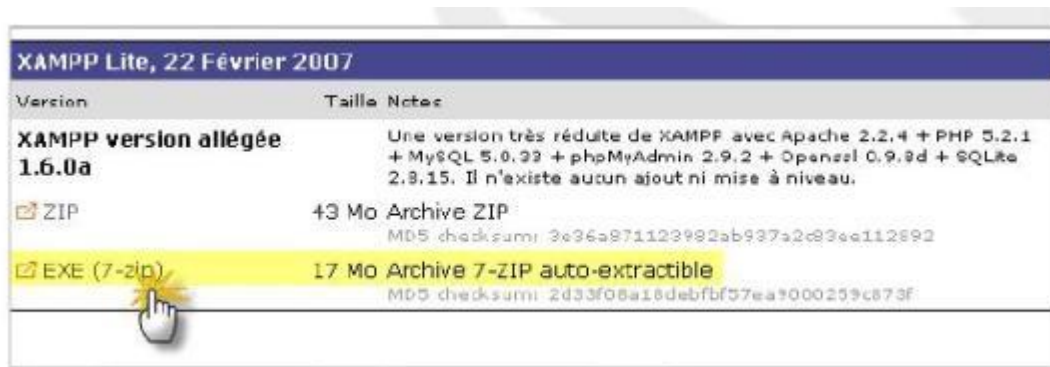 XAMPP Lite, 22 Février 2007
Version Taille Notes
XAMPP version allégée
1.6.0a
Une version très réduite de XAMPP avec Apache 2.2.4 + PHP 5.2.1
+ MySQL 5.0.33 + phpMyAdmin 2.9.2 + Openssl 0.9.8d + SQLite
2.8.15. Il n'existe aucun ajout ni mise à niveau.
ZIP 43 Mo Archive ZIP
MD5 checksum:
EXE (7-zip) 17 Mo Archive 7-ZIP auto-extractible
MD5 checksum: